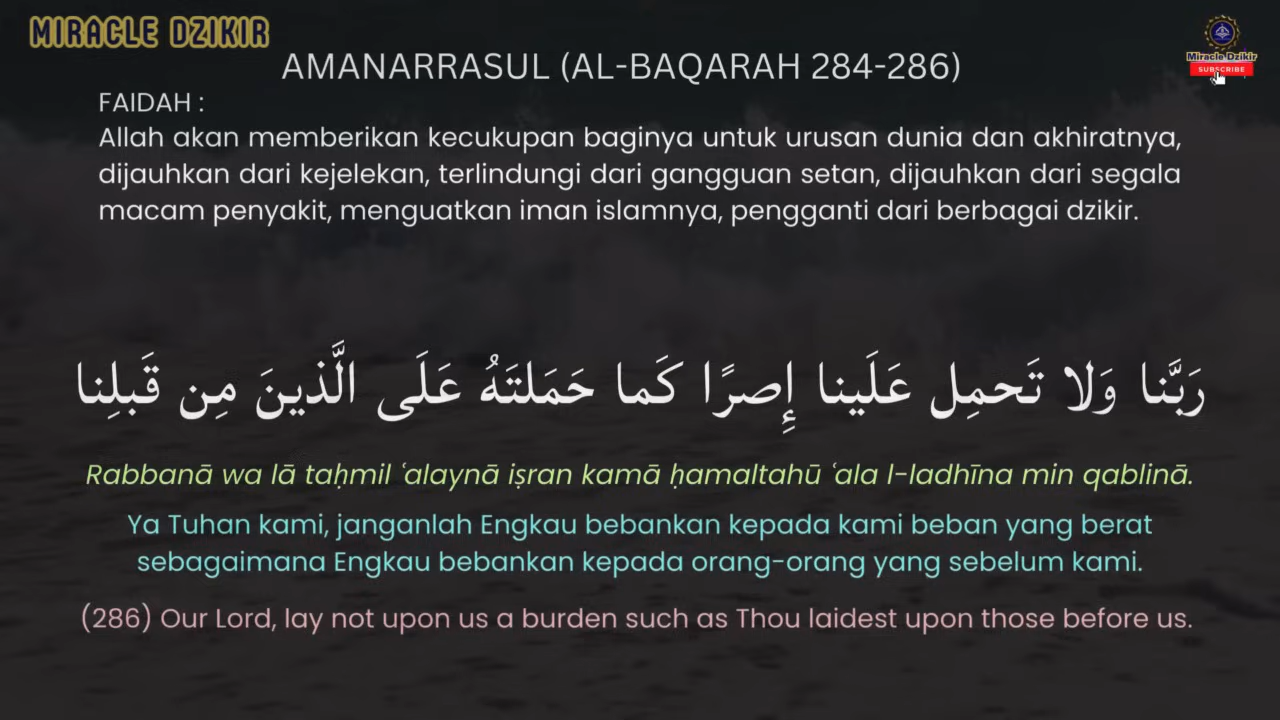 MIRACLE DZIKIR
Miracle Dzikir
SUBSCRIBE
AMANARRASUL (AL-BAQARAH 284-286)
FAIDAH :
Allah akan memberikan kecukupan baginya untuk urusan dunia dan akhiratnya,
dijauhkan dari kejelekan, terlindungi dari gangguan setan, dijauhkan dari segala
macam penyakit, menguatkan iman islamnya, pengganti dari berbagai dzikir.
رَبَّنا وَلا تَحمِل عَلَينا إِصرًا كَما حَمَلتَهُ عَلَى الَّذينَ مِن قَبلِنا
Rabbanā wa lā taḥmil ʿalaynā iṣran kamā ḥamaltahū ʿala l-ladhīna min qablinā.
Ya Tuhan kami, janganlah Engkau bebankan kepada kami beban yang berat
sebagaimana Engkau bebankan kepada orang-orang yang sebelum kami.
(286) Our Lord, lay not upon us a burden such as Thou laidest upon those before us.